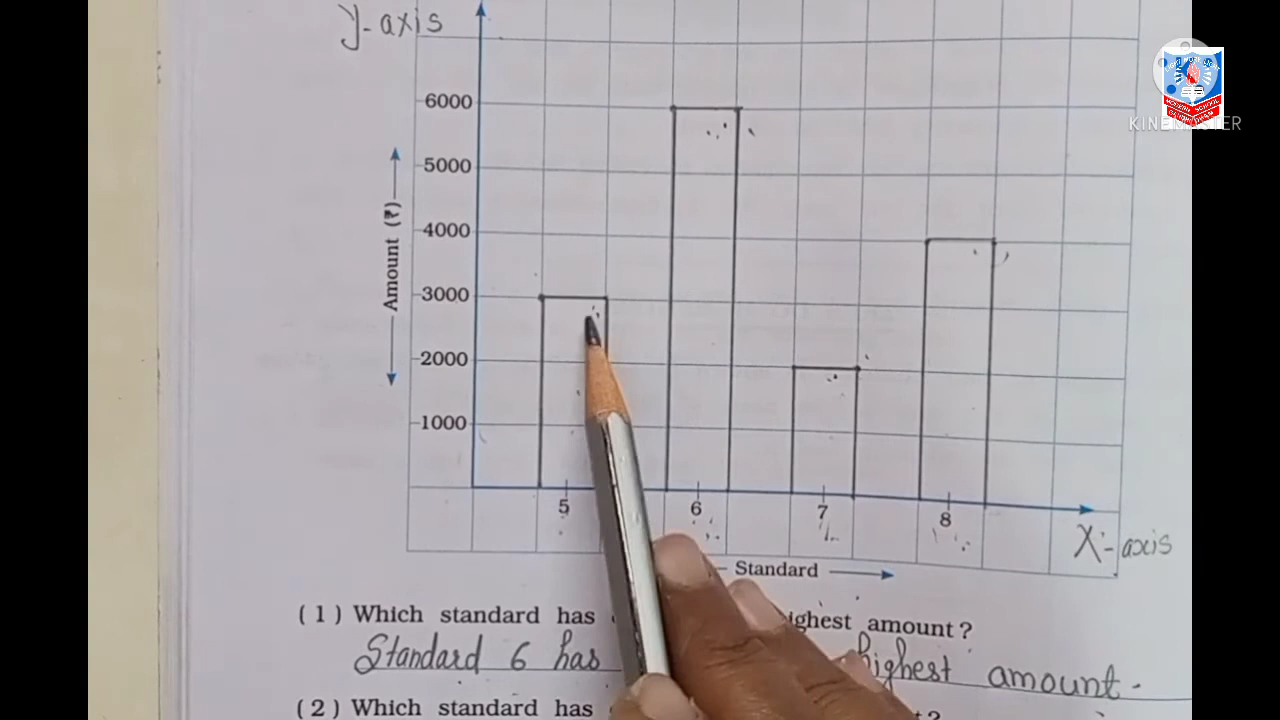 Y-axis
6000
5000
4000
3000
2000
1000
Amount (₹)
5 6 7 8
X-axis
Standard
(1) Which standard has highest amount?
Standard 6 has highest amount.
(2) Which standard has
KINEMASTER